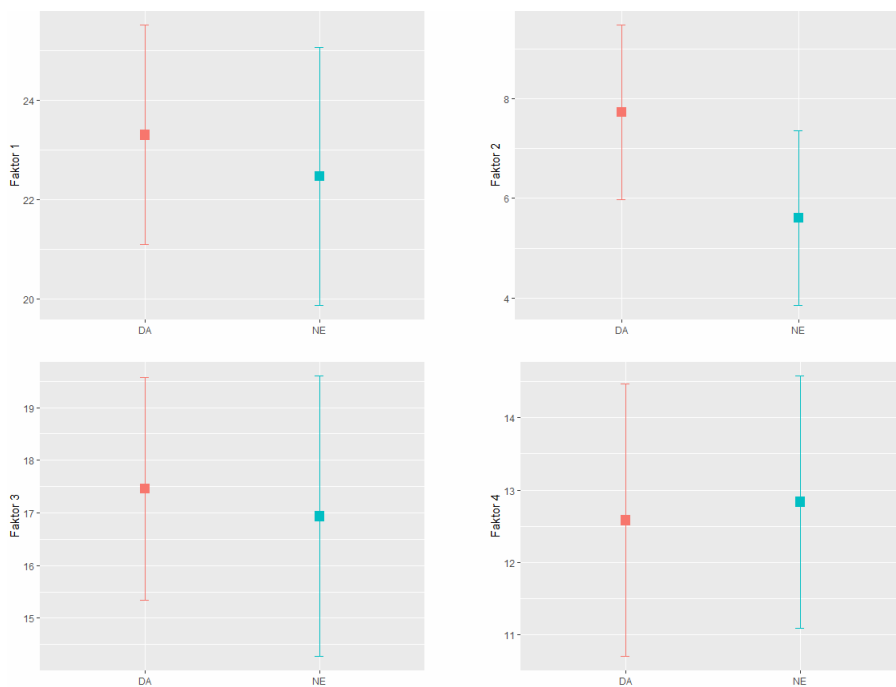 Faktor 1
24
22
20
DA
NE
Faktor 2
8
6
4
DA
NE
Faktor 3
19
18
17
16
15
DA
NE
Faktor 4
14
13
12
11
DA
NE